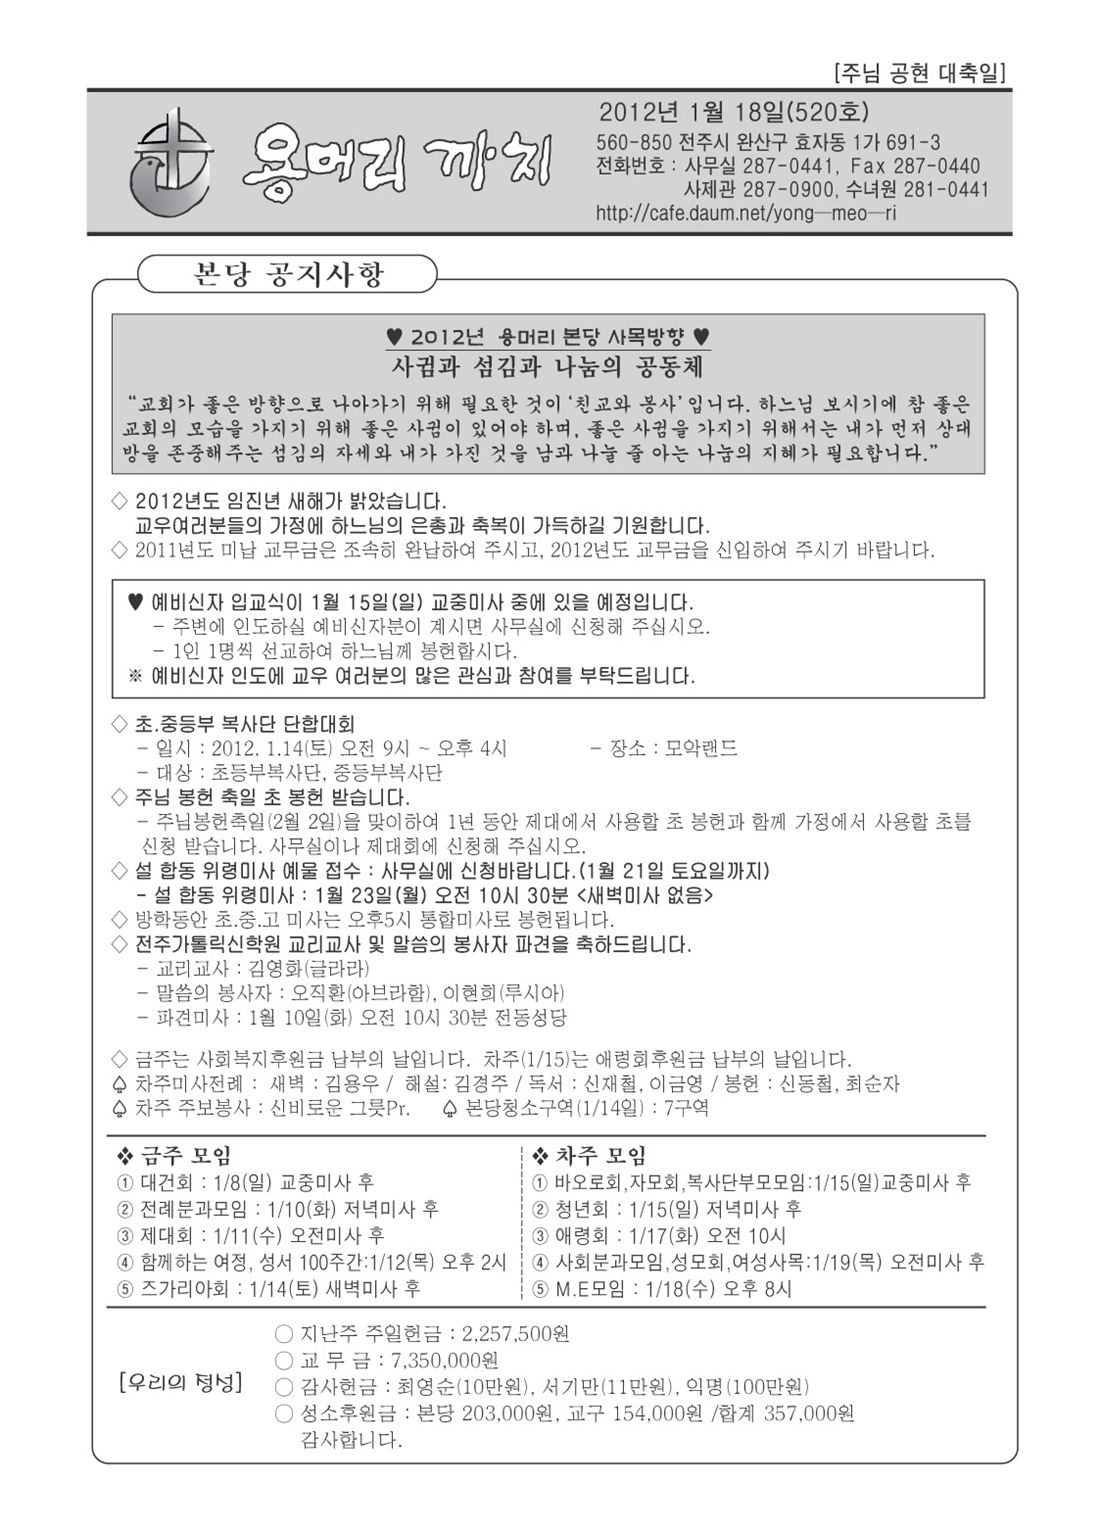 [주님 공현 대축일]
용머리 까치
2012년 1월 18일(520호)
560-850 전주시 완산구 효자동 1가 691-3
전화번호 : 사무실 287-0441, Fax 287-0440
사제관 287-0900, 수녀원 281-0441
http://cafe.daum.net/yong—meo—ri
본당 공지사항
♥ 2012년 용머리 본당 사목방향 ♥
사귐과 섬김과 나눔의 공동체
“교회가 좋은 방향으로 나아가기 위해 필요한 것이 ‘친교와 봉사’입니다. 하느님 보시기에 참 좋은
교회의 모습을 가지기 위해 좋은 사귐이 있어야 하며, 좋은 사귐을 가지기 위해서는 내가 먼저 상대
방을 존중해주는 섬김의 자세와 내가 가진 것을 남과 나눌 줄 아는 나눔의 지혜가 필요합니다.”
◇ 2012년도 임진년 새해가 밝았습니다.
교우여러분들의 가정에 하느님의 은총과 축복이 가득하길 기원합니다.
◇ 2011년도 미납 교무금은 조속히 완납하여 주시고, 2012년도 교무금을 신입하여 주시기 바랍니다.
♥ 예비신자 입교식이 1월 15일(일) 교중미사 중에 있을 예정입니다.
- 주변에 인도하실 예비신자분이 계시면 사무실에 신청해 주십시오.
- 1인 1명씩 선교하여 하느님께 봉헌합시다.
※ 예비신자 인도에 교우 여러분의 많은 관심과 참여를 부탁드립니다.
◇ 초.중등부 복사단 단합대회
- 일시 : 2012. 1.14(토) 오전 9시 ~ 오후 4시 - 장소 : 모악랜드
- 대상 : 초등부복사단, 중등부복사단
◇ 주님 봉헌 축일 초 봉헌 받습니다.
- 주님봉헌축일(2월 2일)을 맞이하여 1년 동안 제대에서 사용할 초 봉헌과 함께 가정에서 사용할 초를
신청 받습니다. 사무실이나 제대회에 신청해 주십시오.
◇ 설 합동 위령미사 예물 접수 : 사무실에 신청바랍니다.(1월 21일 토요일까지)
- 설 합동 위령미사 : 1월 23일(월) 오전 10시 30분 <새벽미사 없음>
◇ 방학동안 초.중.고 미사는 오후5시 통합미사로 봉헌됩니다.
◇ 전주가톨릭신학원 교리교사 및 말씀의 봉사자 파견을 축하드립니다.
- 교리교사 : 김영화(글라라)
- 말씀의 봉사자 : 오직환(아브라함), 이현희(루시아)
- 파견미사 : 1월 10일(화) 오전 10시 30분 전동성당
◇ 금주는 사회복지후원금 납부의 날입니다. 차주(1/15)는 애령회후원금 납부의 날입니다.
♤ 차주미사전례 : 새벽 : 김용우 / 해설: 김경주 / 독서 : 신재철, 이금영 / 봉헌 : 신동철, 최순자
♤ 차주 주보봉사 : 신비로운 그릇Pr. ♤ 본당청소구역(1/14일) : 7구역
❖ 금주 모임
① 대건회 : 1/8(일) 교중미사 후
② 전례분과모임 : 1/10(화) 저녁미사 후
③ 제대회 : 1/11(수) 오전미사 후
④ 함께하는 여정, 성서 100주간:1/12(목) 오후 2시
⑤ 즈가리아회 : 1/14(토) 새벽미사 후
❖ 차주 모임
① 바오로회,자모회,복사단부모모임:1/15(일)교중미사 후
② 청년회 : 1/15(일) 저녁미사 후
③ 애령회 : 1/17(화) 오전 10시
④ 사회분과모임,성모회,여성사목:1/19(목) 오전미사 후
⑤ M.E모임 : 1/18(수) 오후 8시
[우리의 정성]
○ 지난주 주일헌금 : 2,257,500원
○ 교 무 금 : 7,350,000원
○ 감사헌금 : 최영순(10만원), 서기만(11만원), 익명(100만원)
○ 성소후원금 : 본당 203,000원, 교구 154,000원 /합계 357,000원
감사합니다.